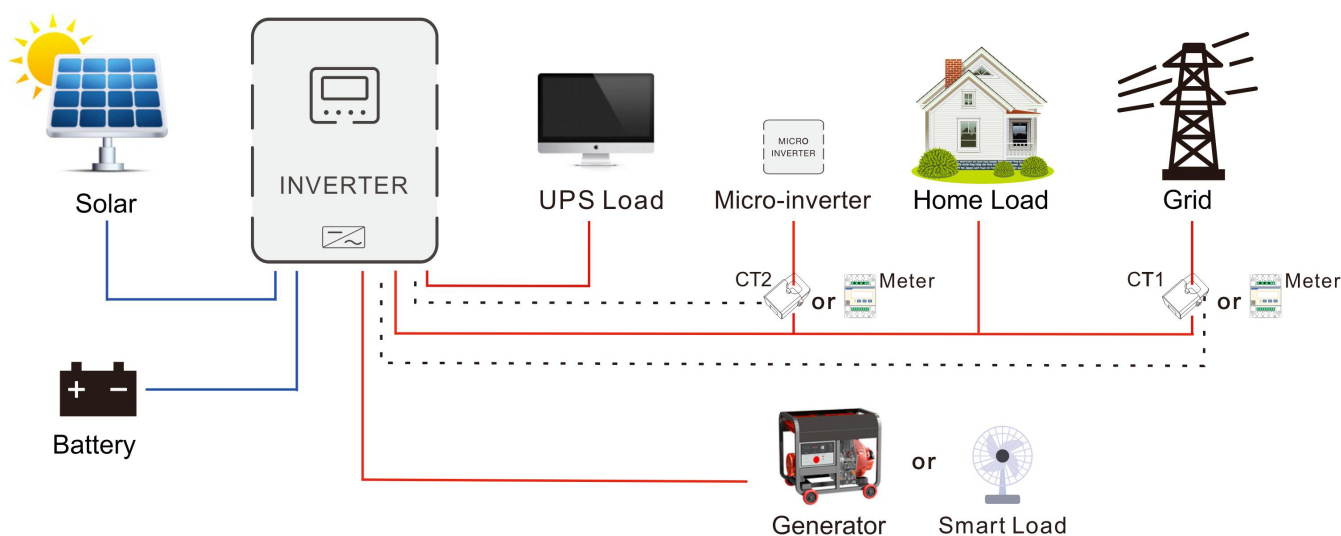 MICRO
INVERTER
INVERTER
Solar
UPS Load
Micro-inverter
Home Load
Grid
CT2
or
Meter
CT1
or
Meter
+ −
Battery
or
Generator
Smart Load